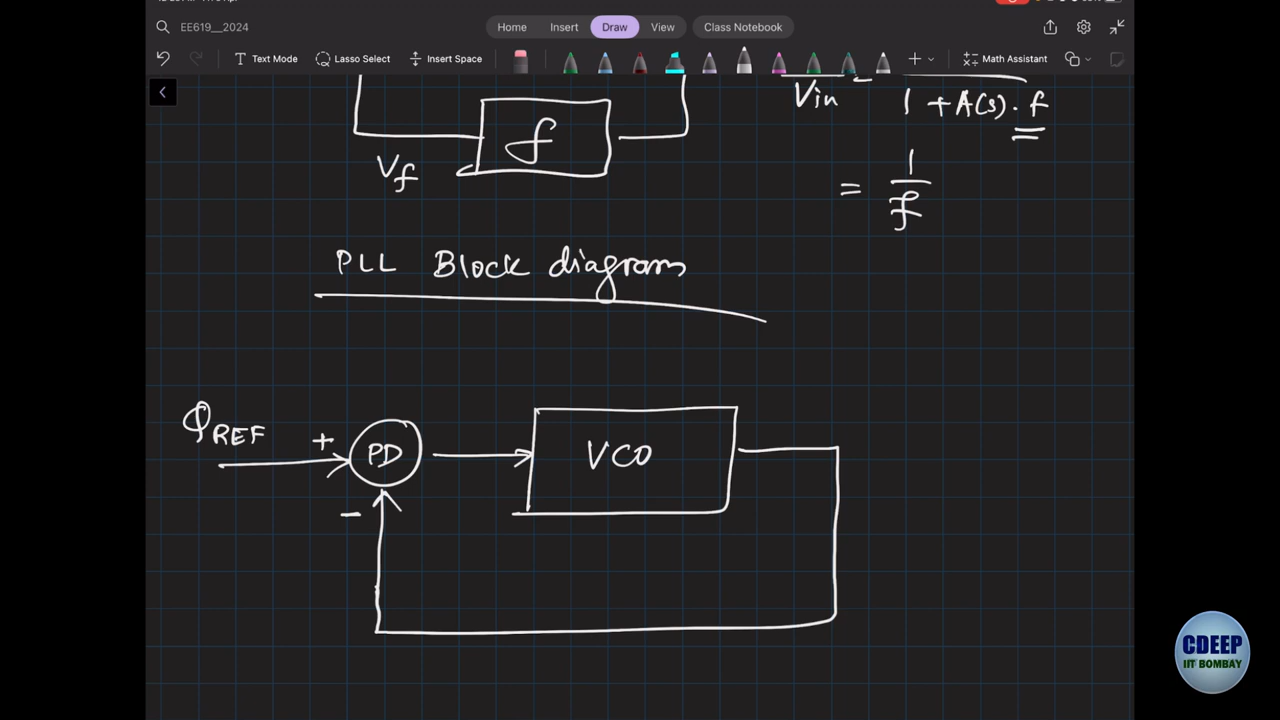 EE619__2024
Home Insert Draw View Class Notebook
Text Mode Lasso Select Insert Space Math Assistant
Vin
1 + A(s) . f
f
Vf
= 1
f
PLL Block diagram
ΦREF + PD VCO
-
CDEEP
IIT BOMBAY